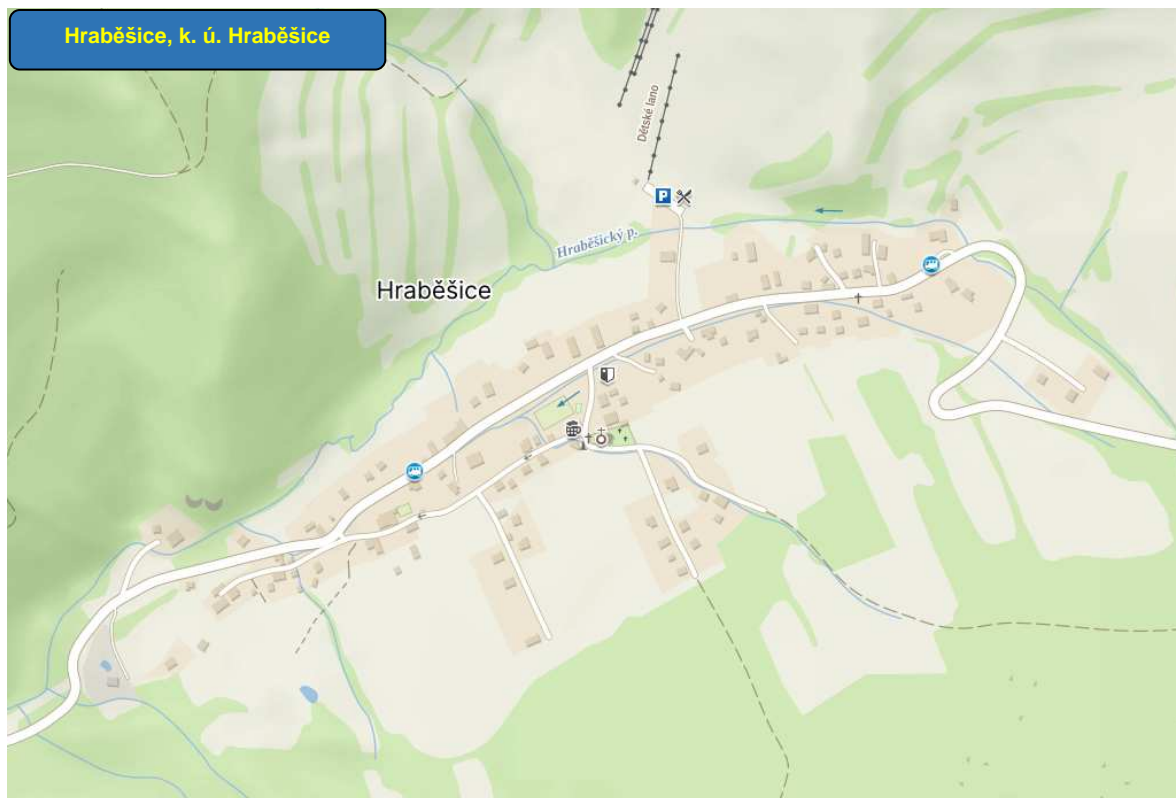 Hraběšice, k. ú. Hraběšice
Dětské lano
P
Hraběšický p.
Hraběšice